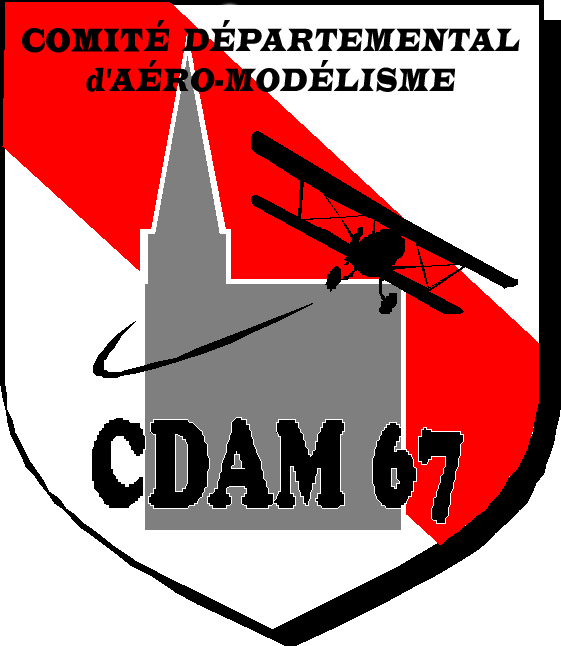 COMITÉ DÉPARTEMENTAL
d'AÉRO-MODÉLISME
CDAM 67